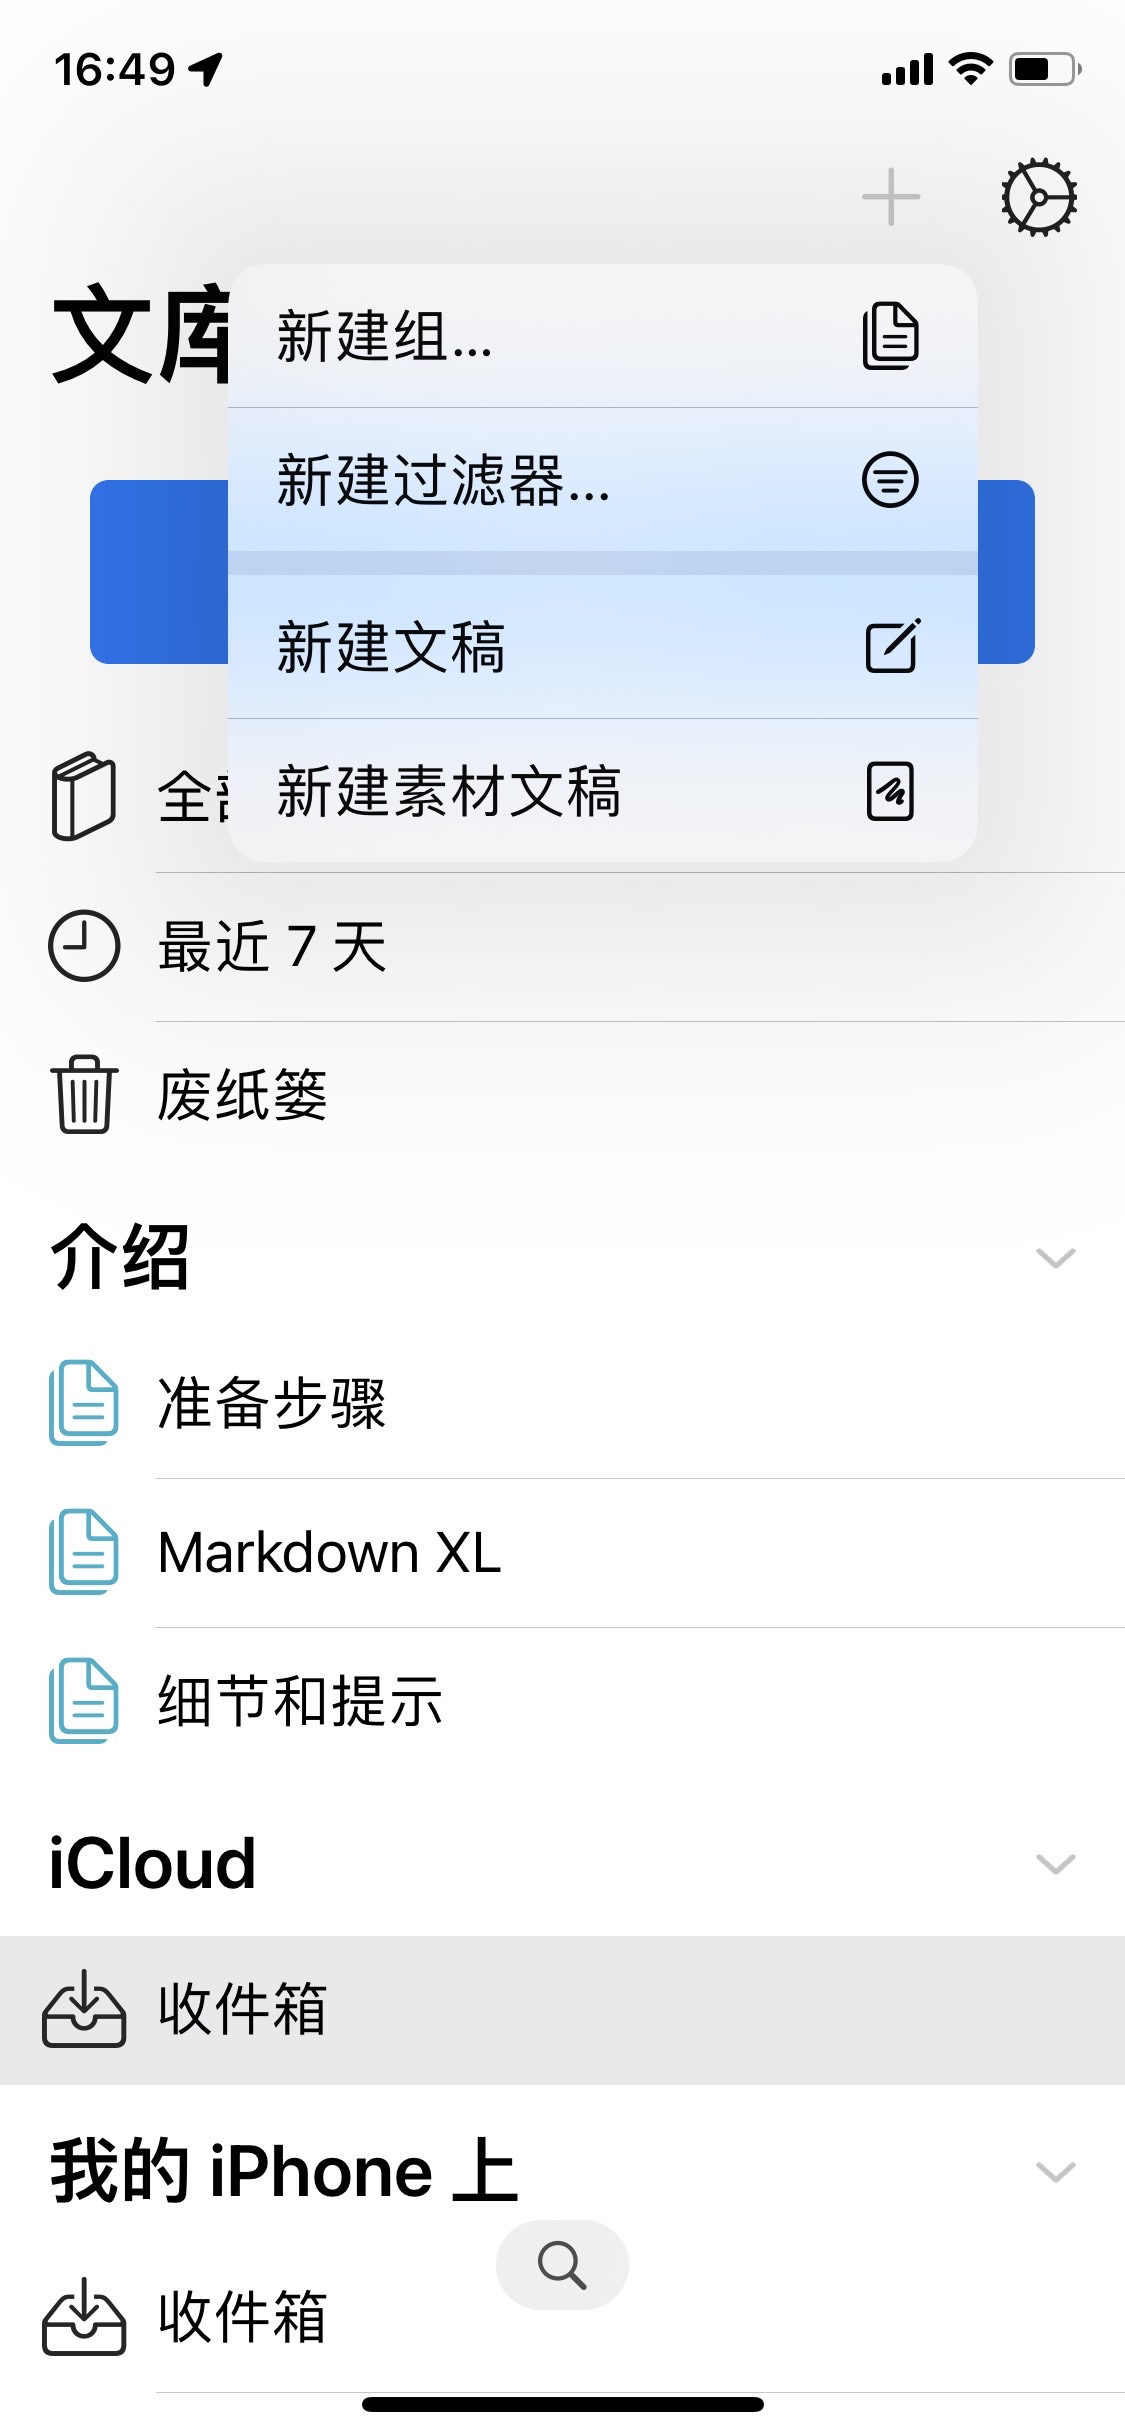 16:49
文库
新建组...
新建过滤器...
新建文稿
新建素材文稿
全部
最近 7 天
废纸篓
介绍
准备步骤
Markdown XL
细节和提示
iCloud
收件箱
我的 iPhone 上
收件箱